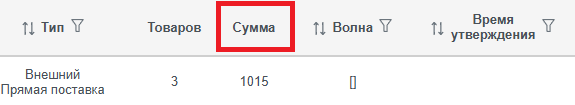 Тип Товаров Сумма Волна Время утверждения
Внешний Прямая поставка 3 1015 []